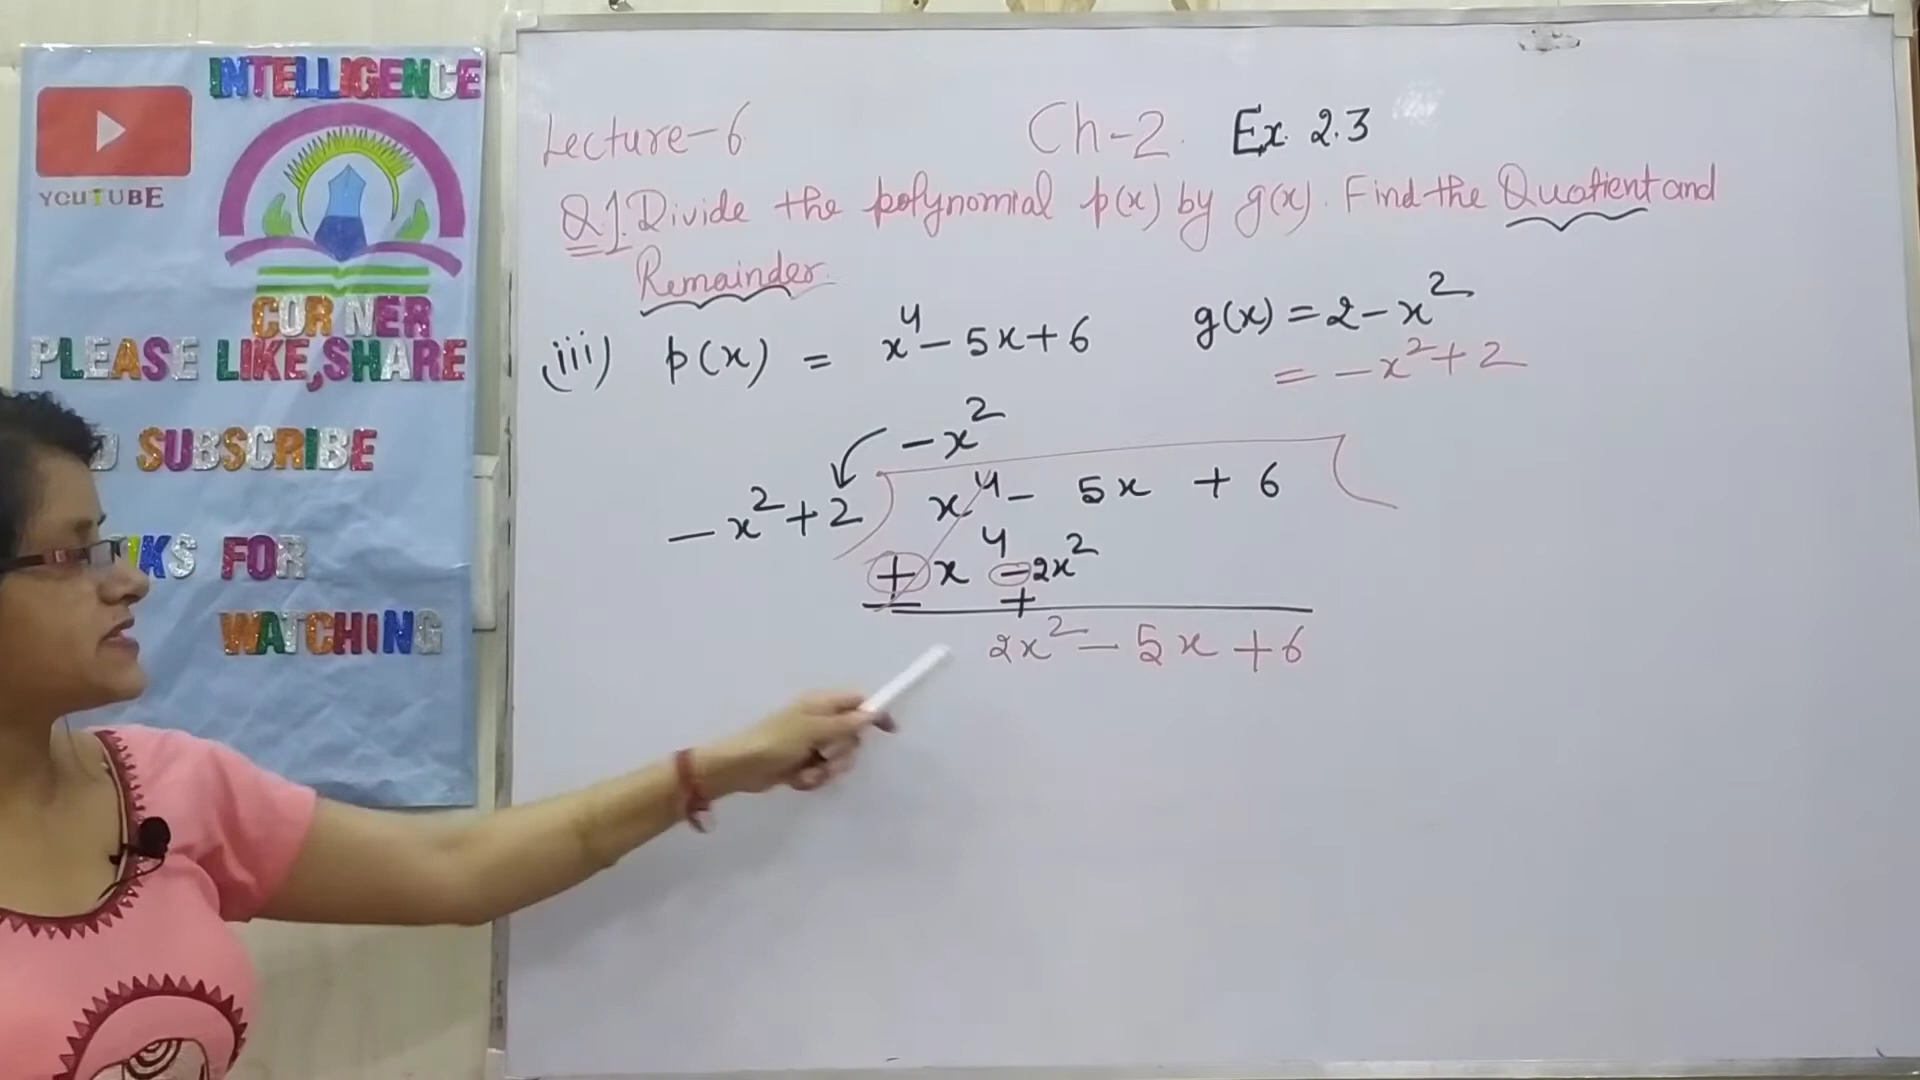 INTELLIGENCE
YOUTUBE
CORNER
PLEASE LIKE,SHARE
SUBSCRIBE
FOR
WATCHING
Lecture-6 Ch-2. Ex. 2.3
Q1. Divide the polynomial p(x) by g(x). Find the Quotient and
Remainder.
(iii) p(x) = x⁴ - 5x + 6 g(x) = 2 - x²
= -x² + 2
-x²
-x² + 2 ) x⁴ - 5x + 6
+ x⁴ - 2x²
- +
2x² - 5x + 6